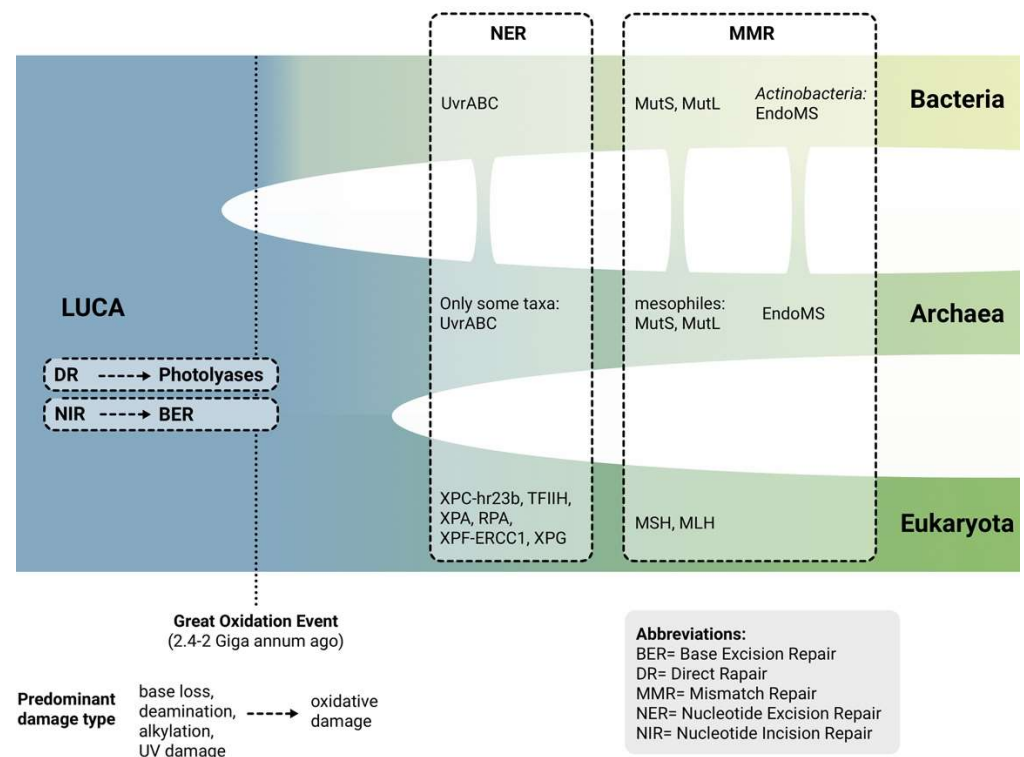 NER
MMR
UvrABC
MutS, MutL
Actinobacteria:
EndoMS
Bacteria
LUCA
Only some taxa:
UvrABC
mesophiles:
MutS, MutL
EndoMS
Archaea
DR
Photolyases
NIR
BER
XPC-hr23b, TFIIH,
XPA, RPA,
XPF-ERCC1, XPG
MSH, MLH
Eukaryota
Great Oxidation Event
(2.4-2 Giga annum ago)
Predominant
damage type
base loss,
deamination,
alkylation,
UV damage
oxidative
damage
Abbreviations:
BER= Base Excision Repair
DR= Direct Rapair
MMR= Mismatch Repair
NER= Nucleotide Excision Repair
NIR= Nucleotide Incision Repair